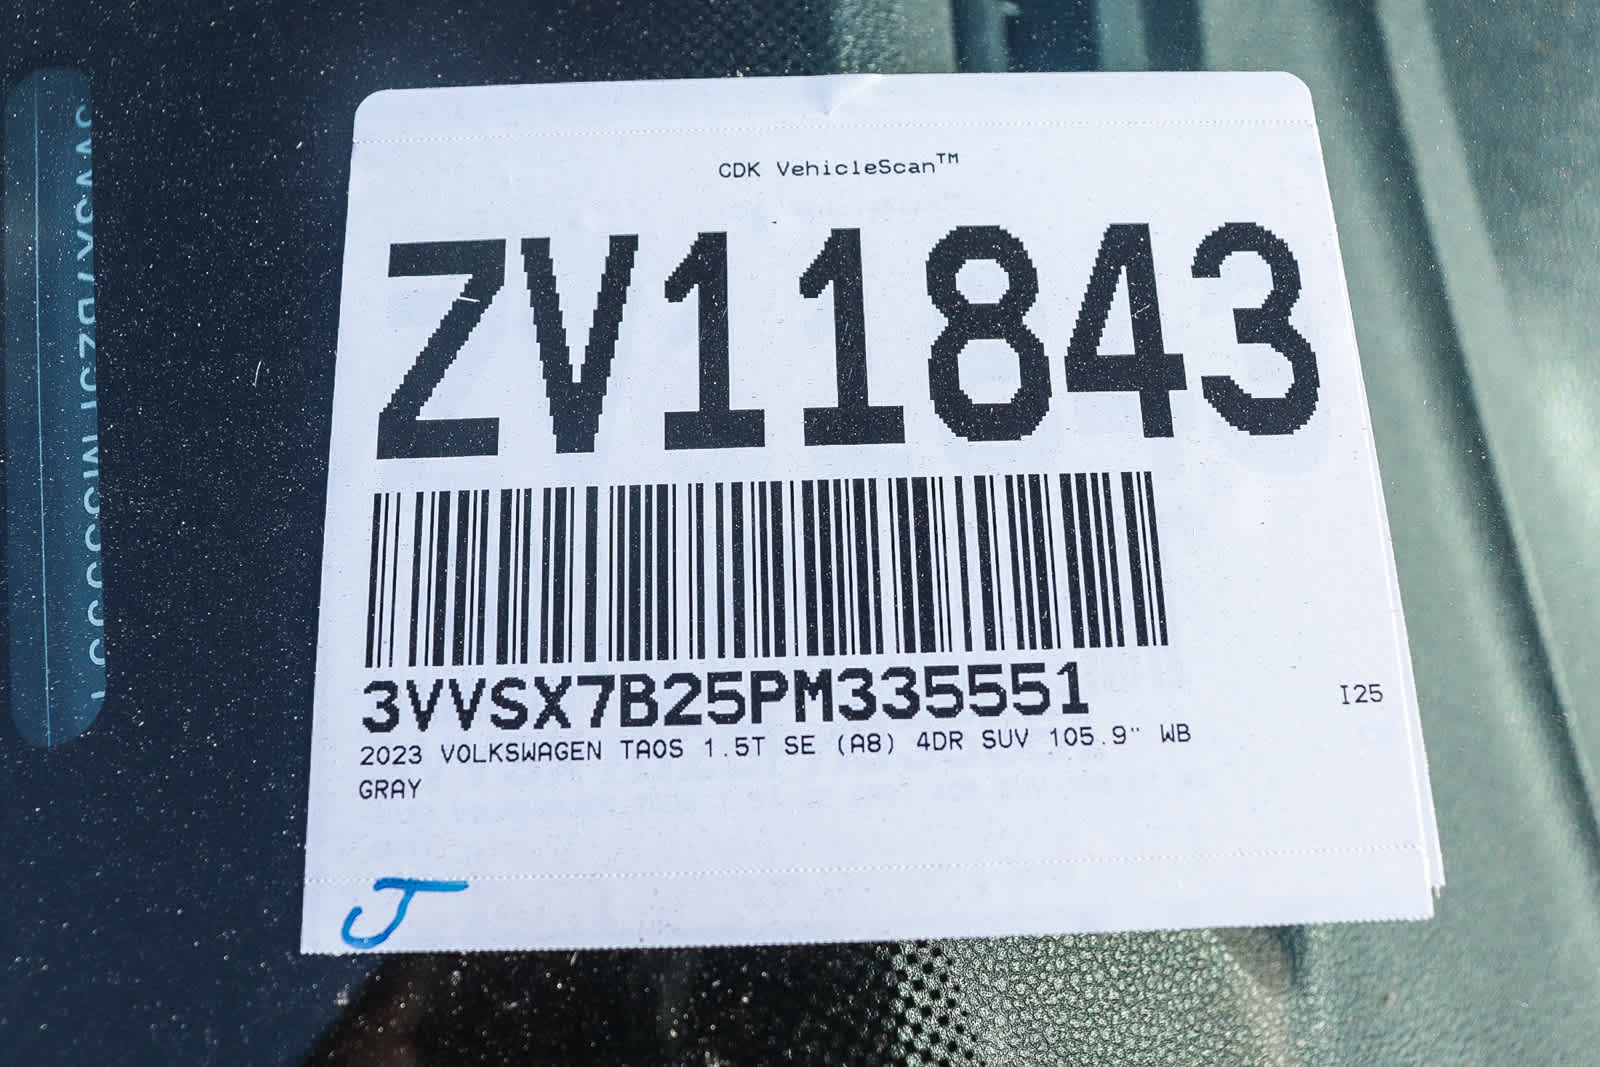 CDK VehicleScan™
ZV11843
3VVSX7B25PM335551
I25
2023 VOLKSWAGEN TAOS 1.5T SE (A8) 4DR SUV 105.9" WB
GRAY
J